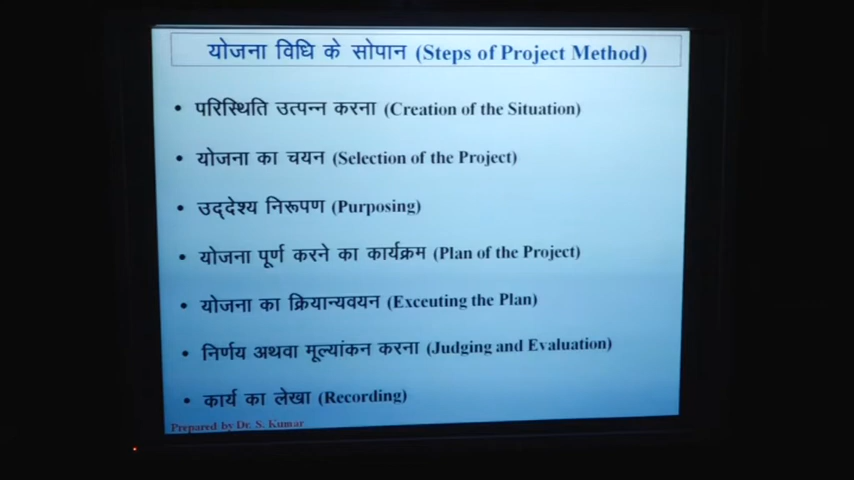 योजना विधि के सोपान (Steps of Project Method)
• परिस्थिति उत्पन्न करना (Creation of the Situation)
• योजना का चयन (Selection of the Project)
• उद्देश्य निरूपण (Purposing)
• योजना पूर्ण करने का कार्यक्रम (Plan of the Project)
• योजना का क्रियान्यवयन (Exceuting the Plan)
• निर्णय अथवा मूल्यांकन करना (Judging and Evaluation)
• कार्य का लेखा (Recording)
Prepared by Dr. S. Kumar